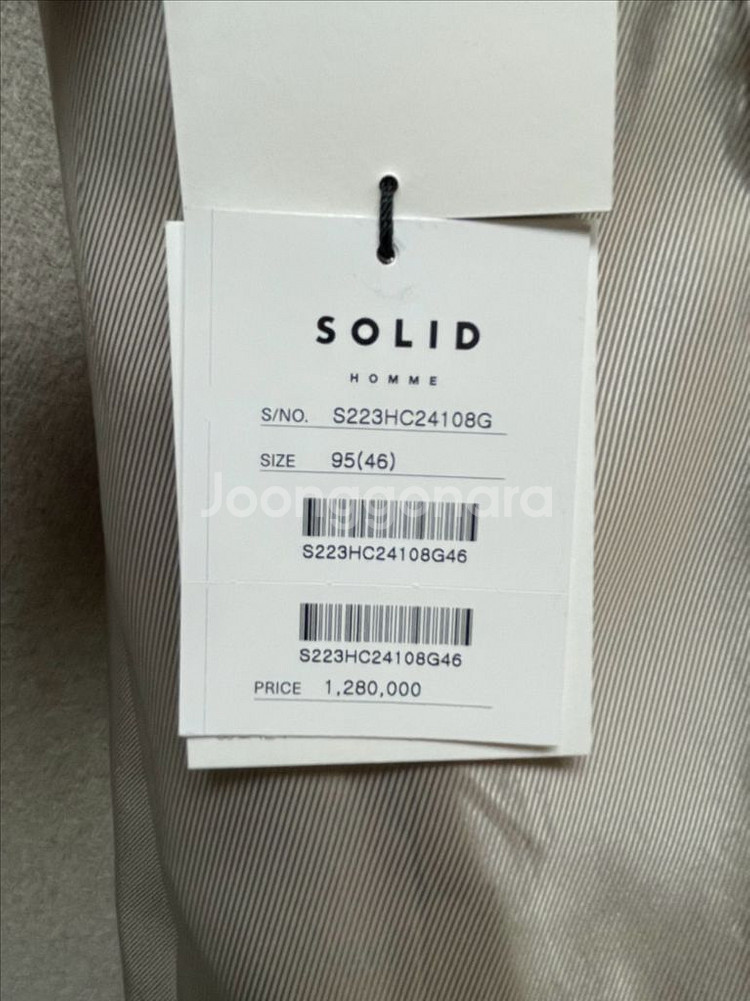 SOLID
HOMME
S/NO. S223HC24108G
SIZE 95(46)
Joonggonara
S223HC24108G46
S223HC24108G46
PRICE 1,280,000